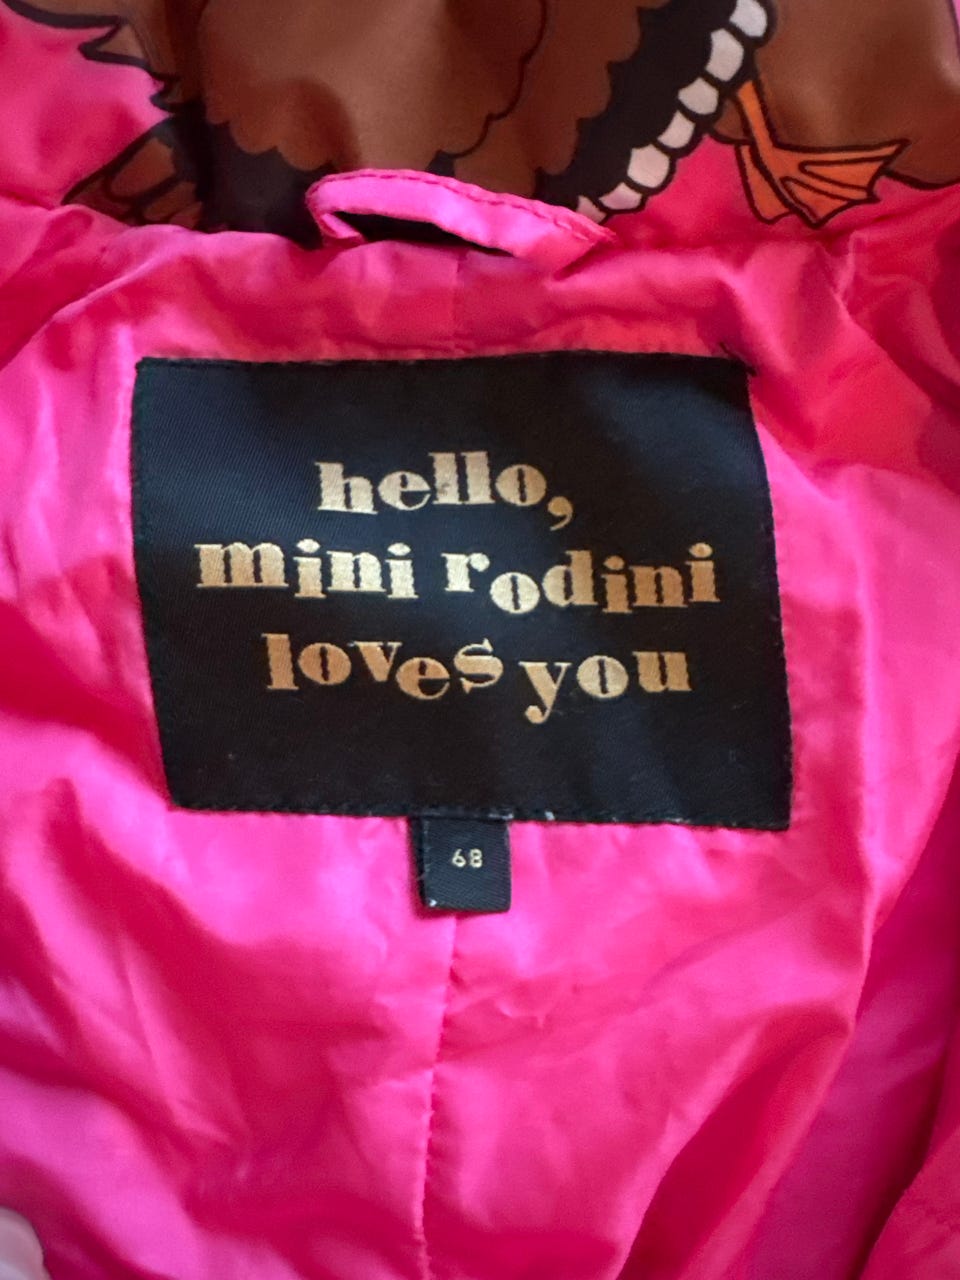 hello,
mini rodini
loves you
68